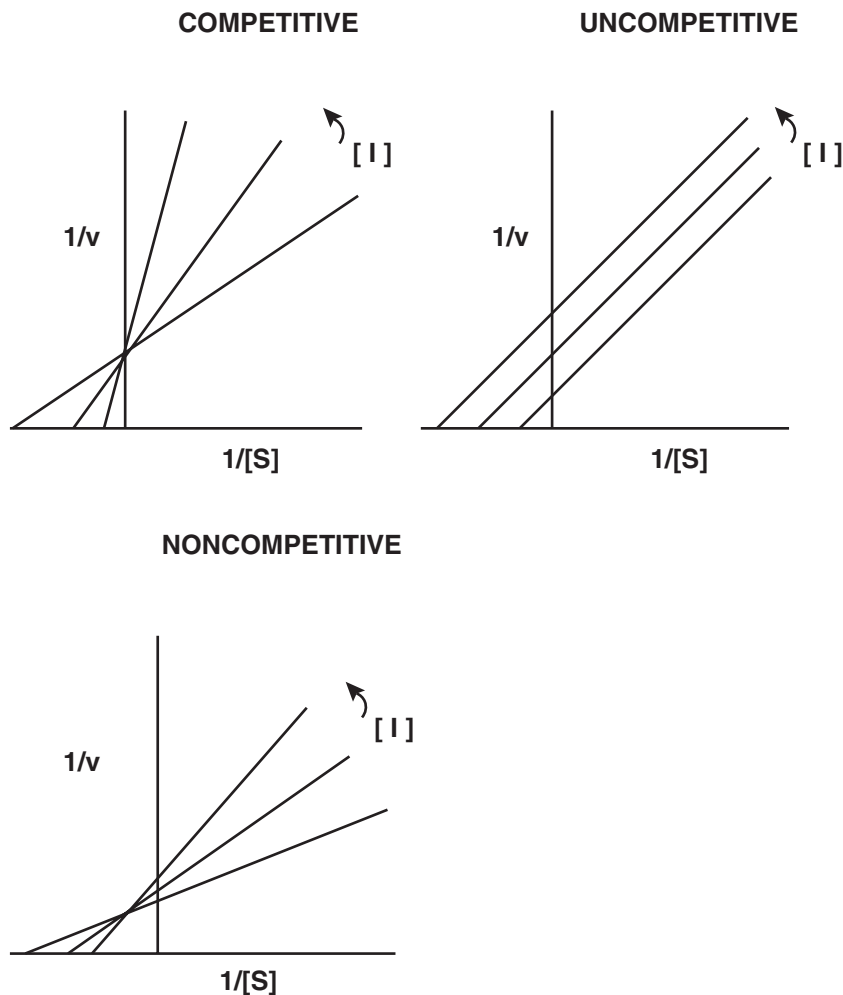 COMPETITIVE
[ I ]
1/v
1/[S]
UNCOMPETITIVE
[ I ]
1/v
1/[S]
NONCOMPETITIVE
[ I ]
1/v
1/[S]